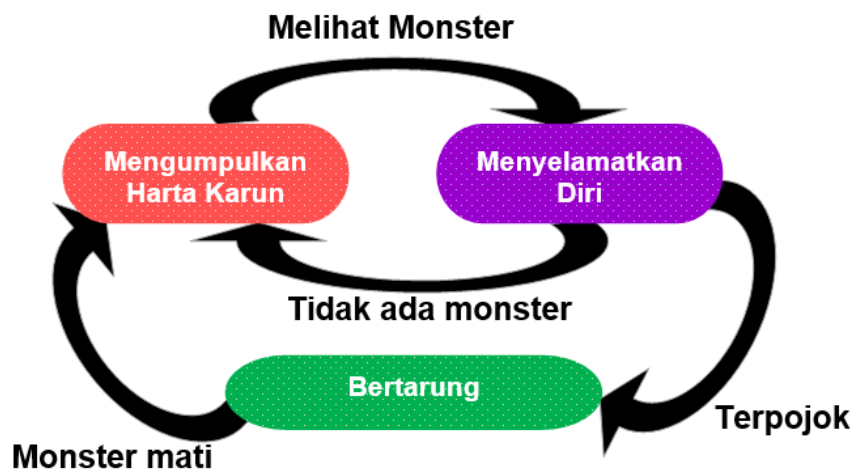 Melihat Monster
Mengumpulkan
Harta Karun
Menyelamatkan
Diri
Tidak ada monster
Bertarung
Terpojok
Monster mati